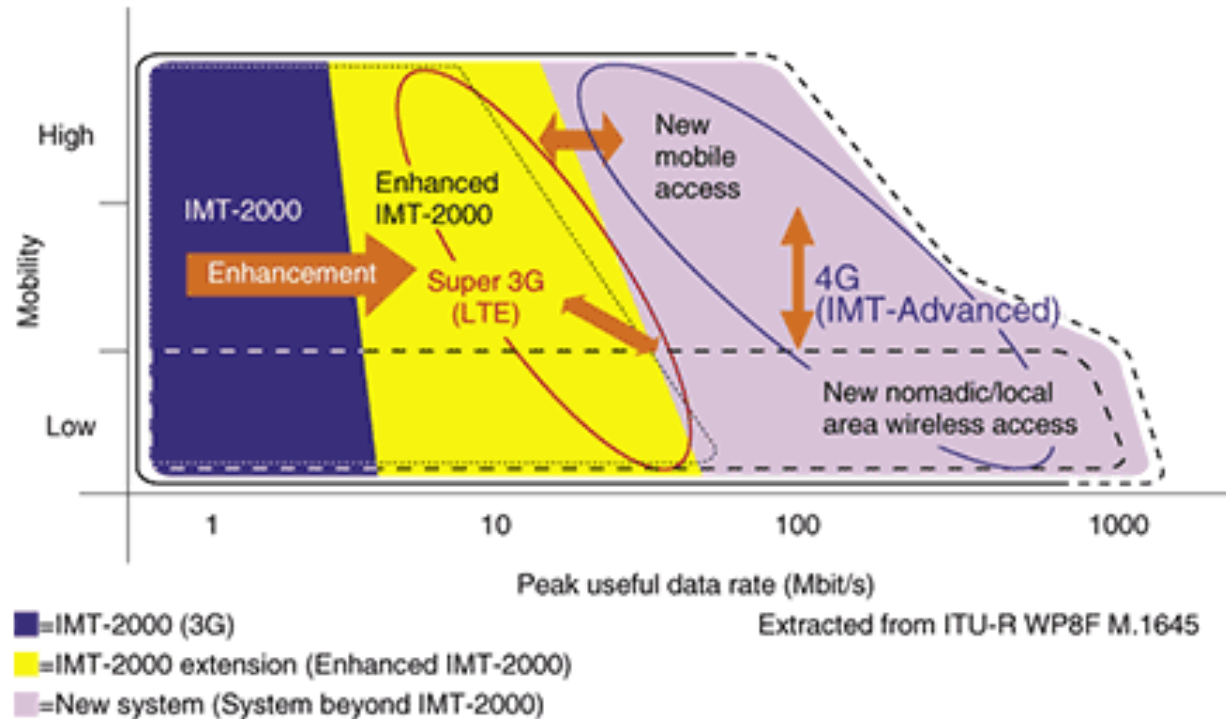 High
Mobility
Low
IMT-2000
Enhancement
Enhanced
IMT-2000
Super 3G
(LTE)
New
mobile
access
4G
(IMT-Advanced)
New nomadic/local
area wireless access
1
10
100
1000
Peak useful data rate (Mbit/s)
=IMT-2000 (3G)
Extracted from ITU-R WP8F M.1645
=IMT-2000 extension (Enhanced IMT-2000)
=New system (System beyond IMT-2000)